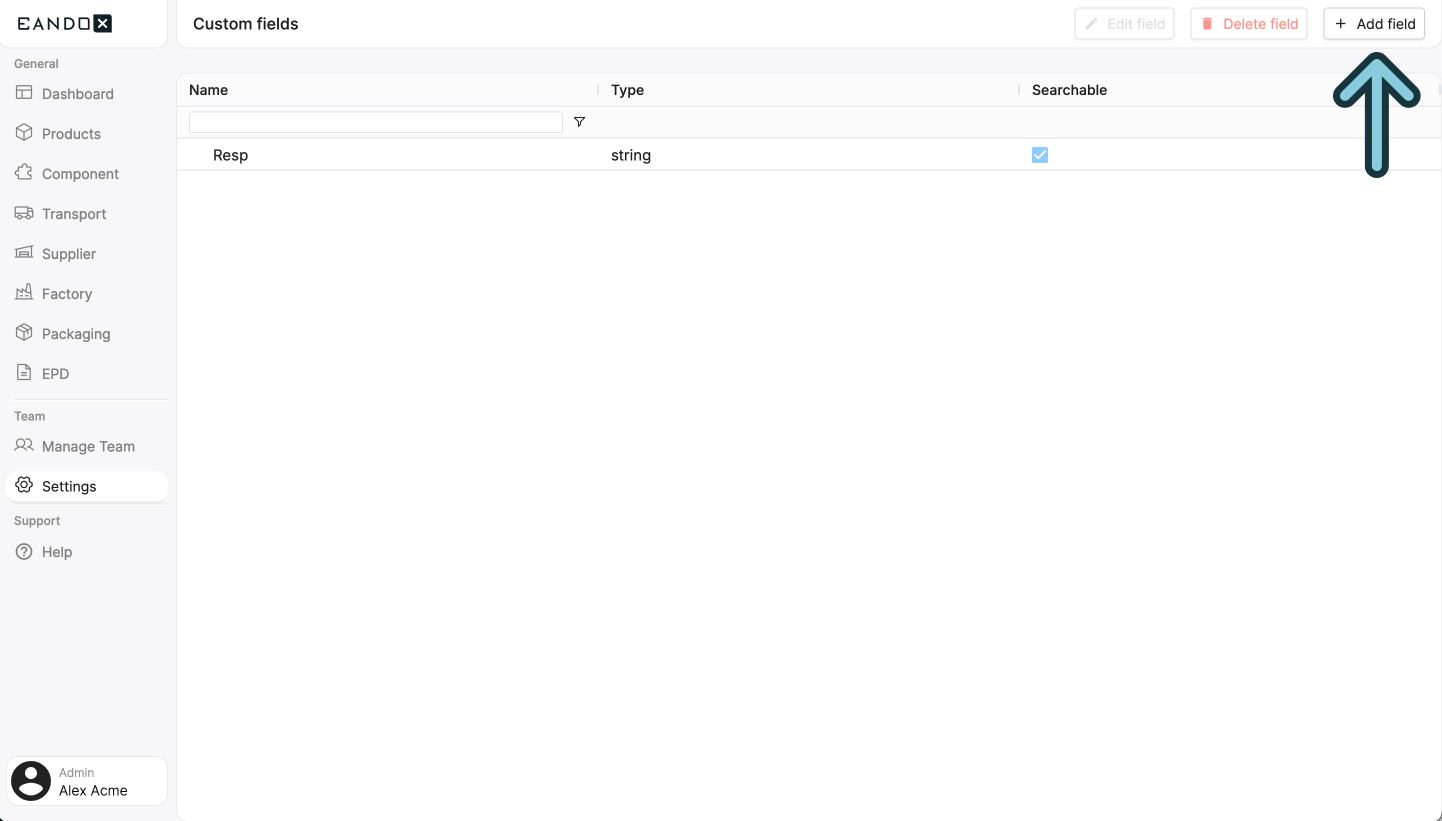 EANDOX
Custom fields
Edit field
Delete field
+ Add field
General
Dashboard
Products
Component
Transport
Supplier
Factory
Packaging
EPD
Team
Manage Team
Settings
Support
Help
Admin
Alex Acme
Name Type Searchable
Resp string